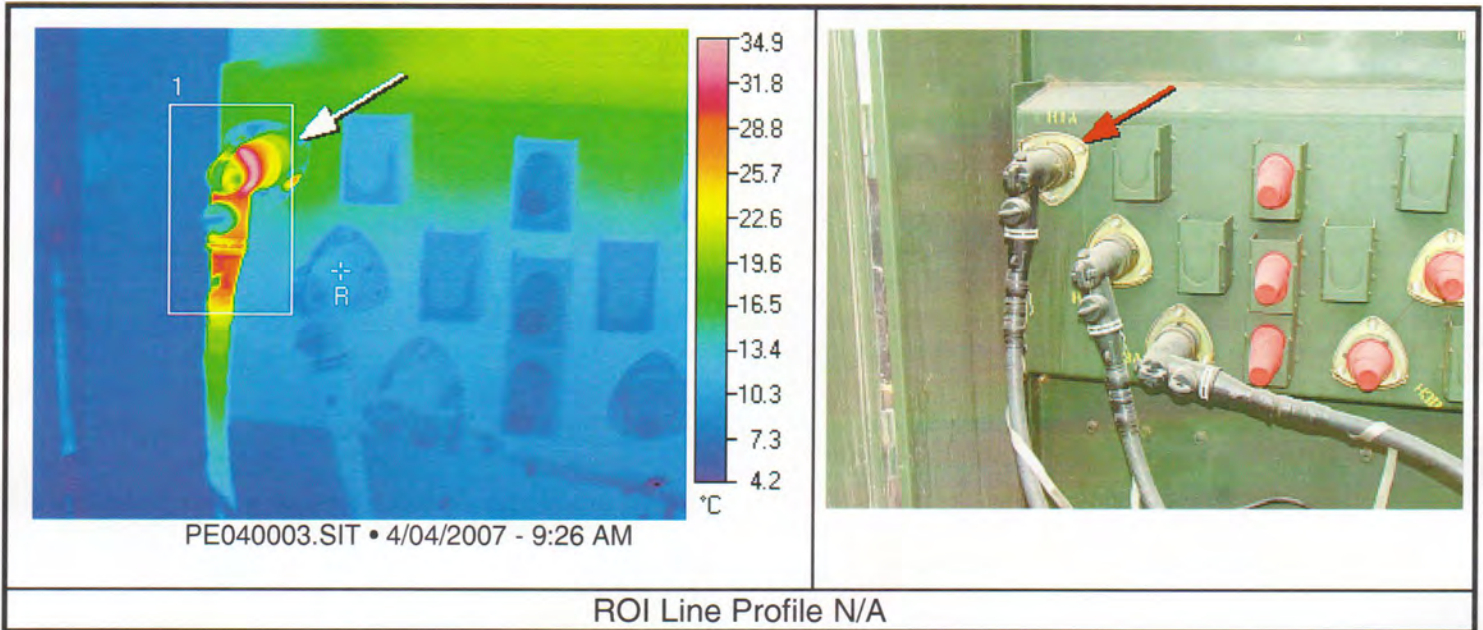 1
R
34.9
31.8
28.8
25.7
22.6
19.6
16.5
13.4
10.3
7.3
4.2
°C
PE040003.SIT • 4/04/2007 - 9:26 AM
H1A
ROI Line Profile N/A